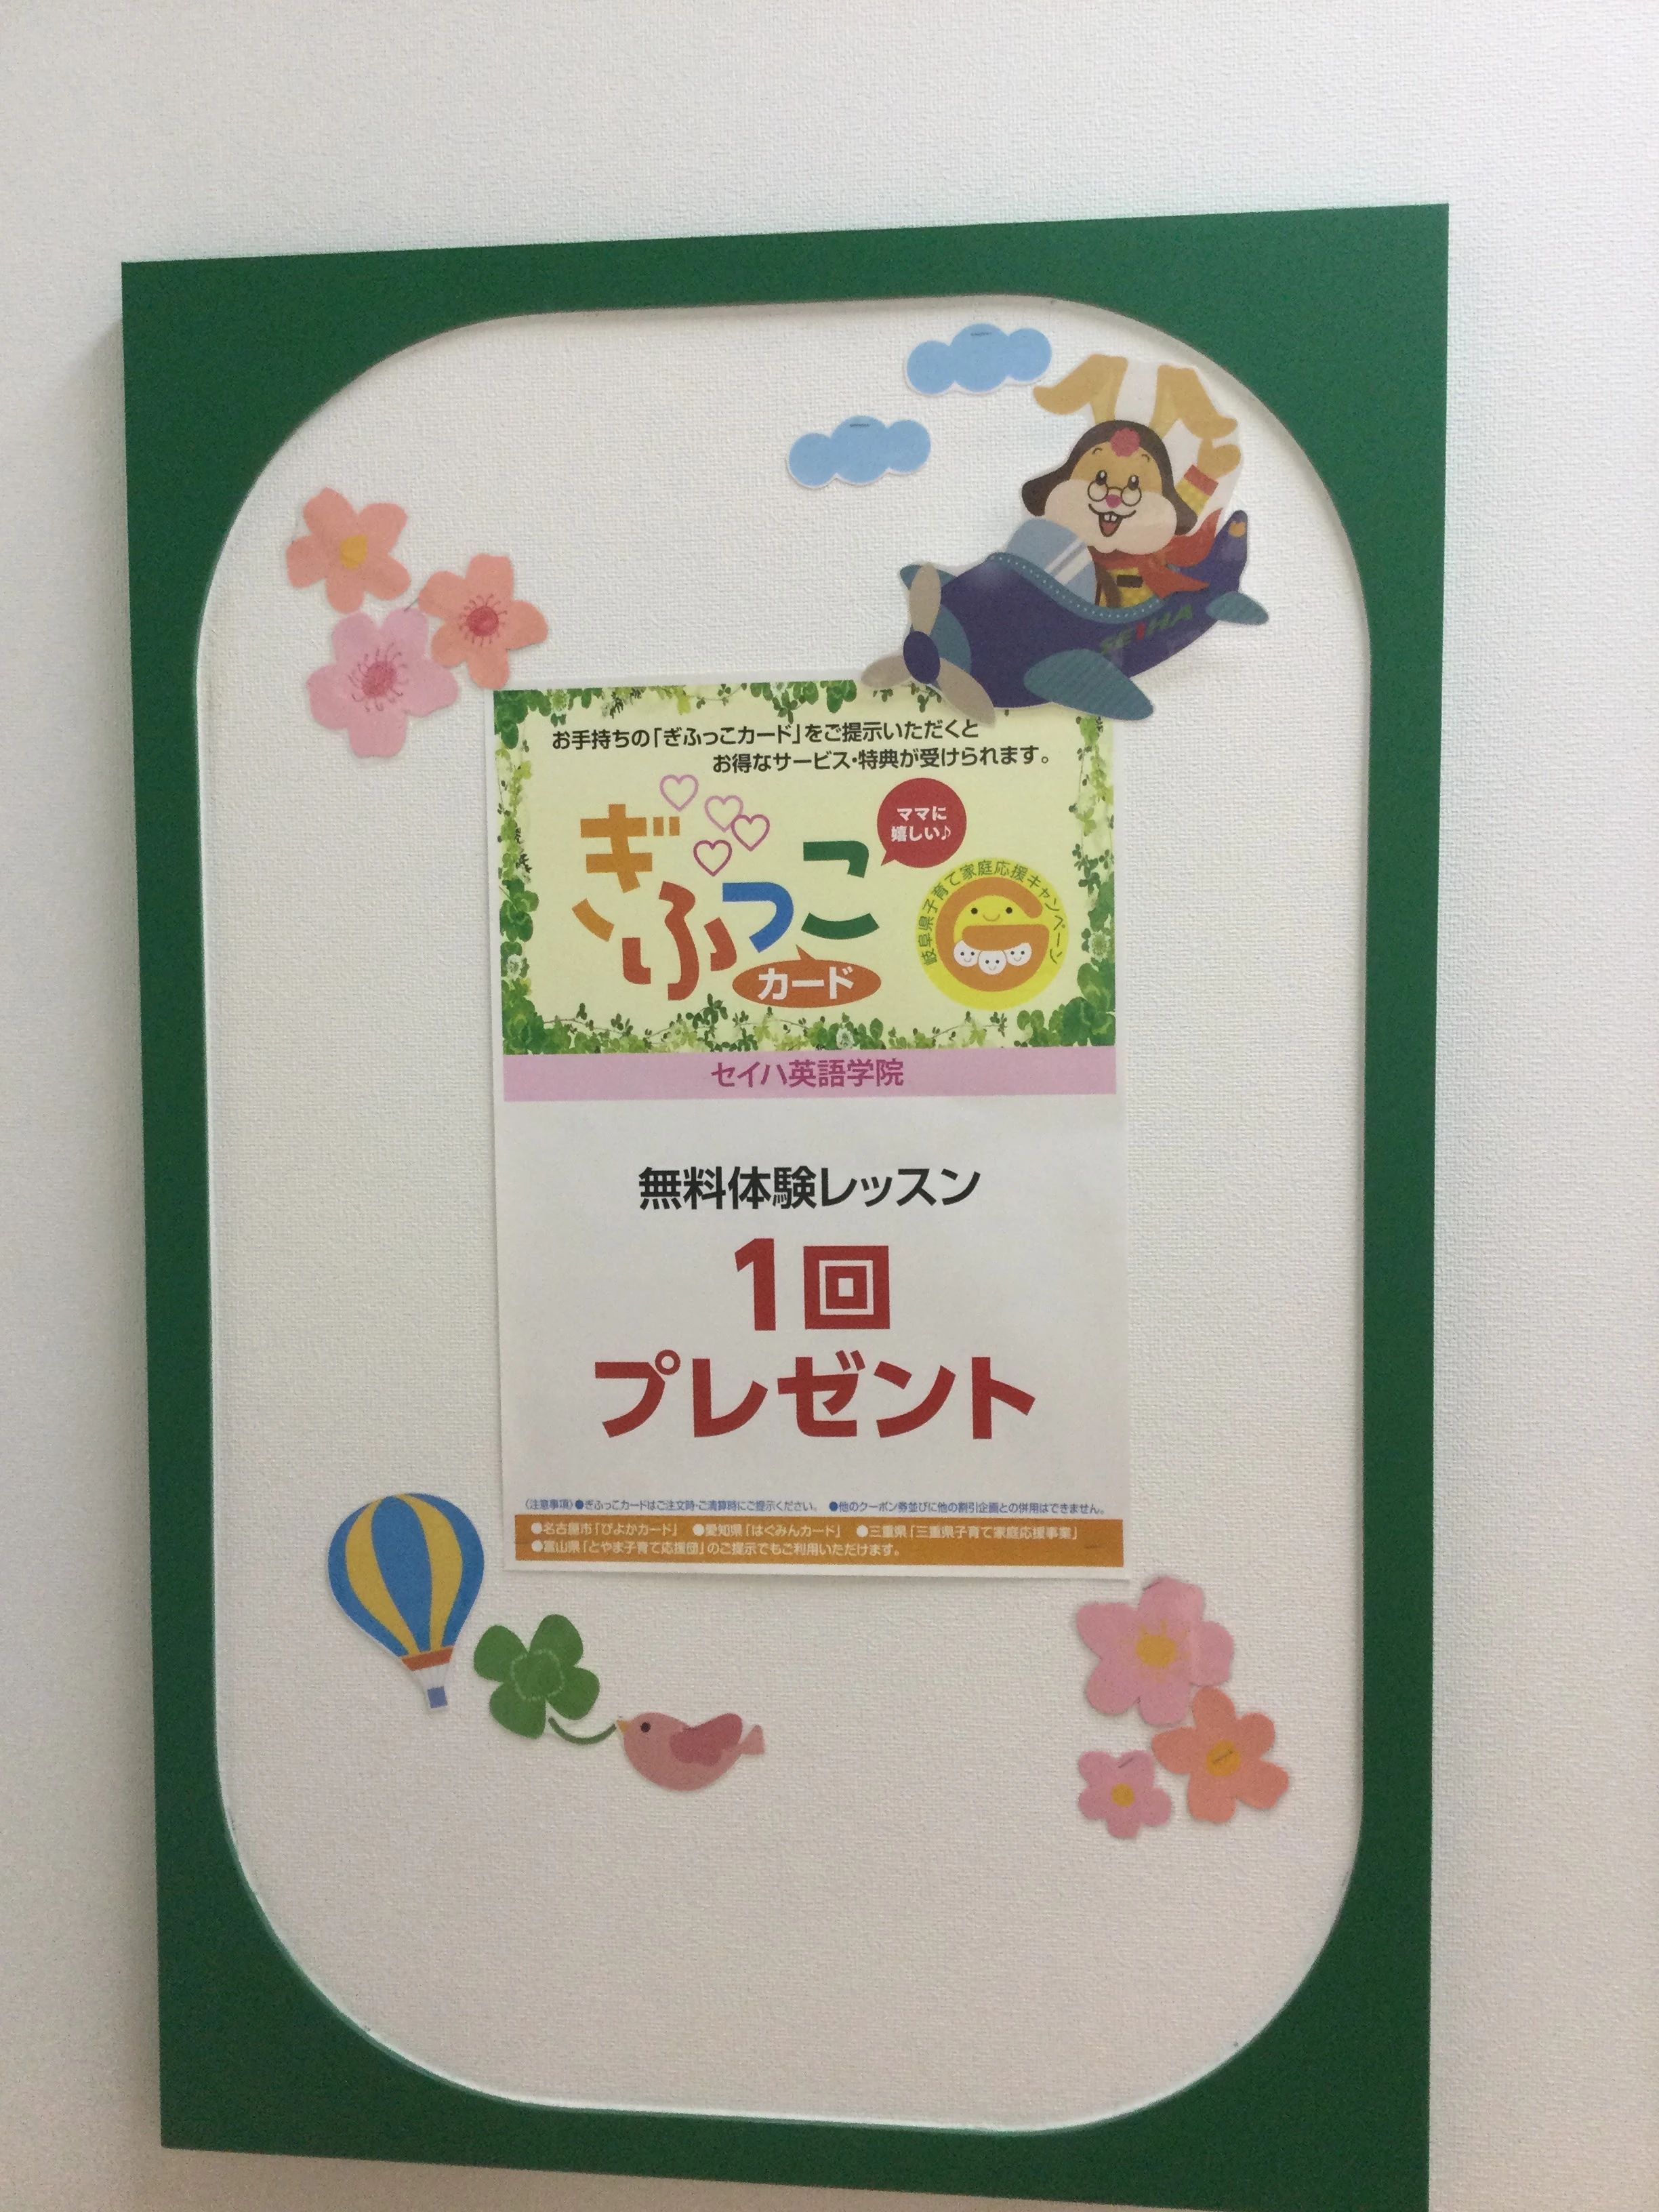 SEIHA
お手持ちの「ぎふっこカード」をご提示いただくと
お得なサービス・特典が受けられます。
ママに
嬉しい♪
ぎふっこ
カード
岐阜県子育て家庭応援キャンペーン
セイハ英語学院
無料体験レッスン
1回
プレゼント
〈注意事項〉●ぎふっこカードはご注文時・ご清算時にご提示ください。 ●他のクーポン券並びに他の割引企画との併用はできません。
●名古屋市「ぴよかカード」 ●愛知県「はぐみんカード」 ●三重県「三重県子育て家庭応援事業」
●富山県「とやま子育て応援団」のご提示でもご利用いただけます。